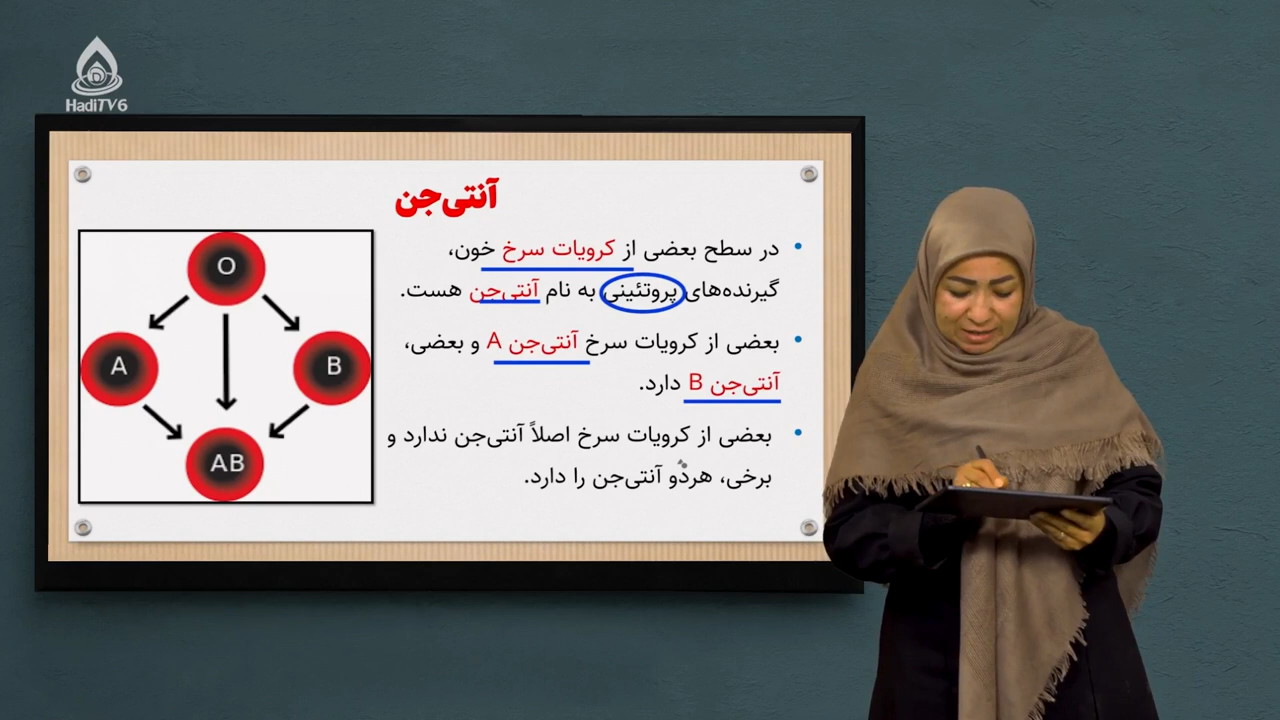 HadiTV6
آنتی‌جن
• در سطح بعضی از کرویات سرخ خون،
گیرنده‌های پروتئینی به نام آنتی‌جن هست.
• بعضی از کرویات سرخ آنتی‌جن A و بعضی،
آنتی‌جن B دارد.
• بعضی از کرویات سرخ اصلاً آنتی‌جن ندارد و
برخی، هردو آنتی‌جن را دارد.
O
A
B
AB